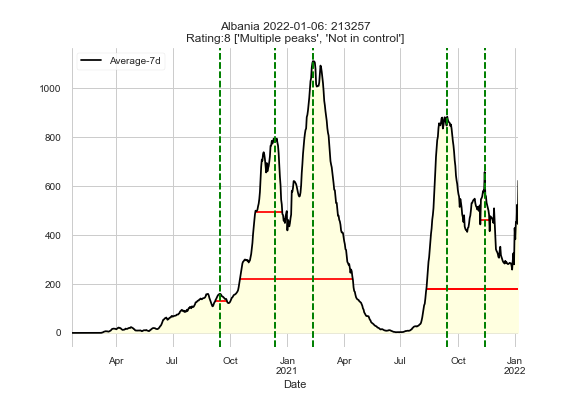 Albania 2022-01-06: 213257
Rating:8 ['Multiple peaks', 'Not in control']
Average-7d
1000
800
600
400
200
0
Apr Jul Oct Jan Apr Jul Oct Jan
2021 2022
Date